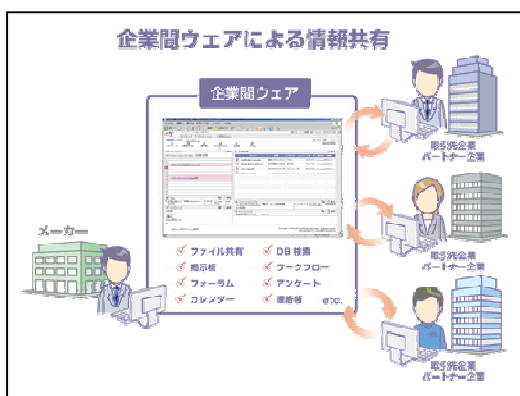 企業間ウェアによる情報共有
企業間ウェア
取引先企業
パートナー企業
メーカー
ファイル共有
DB検索
掲示板
ワークフロー
フォーラム
アンケート
カレンダー
連絡帳
etc.
取引先企業
パートナー企業
取引先企業
パートナー企業